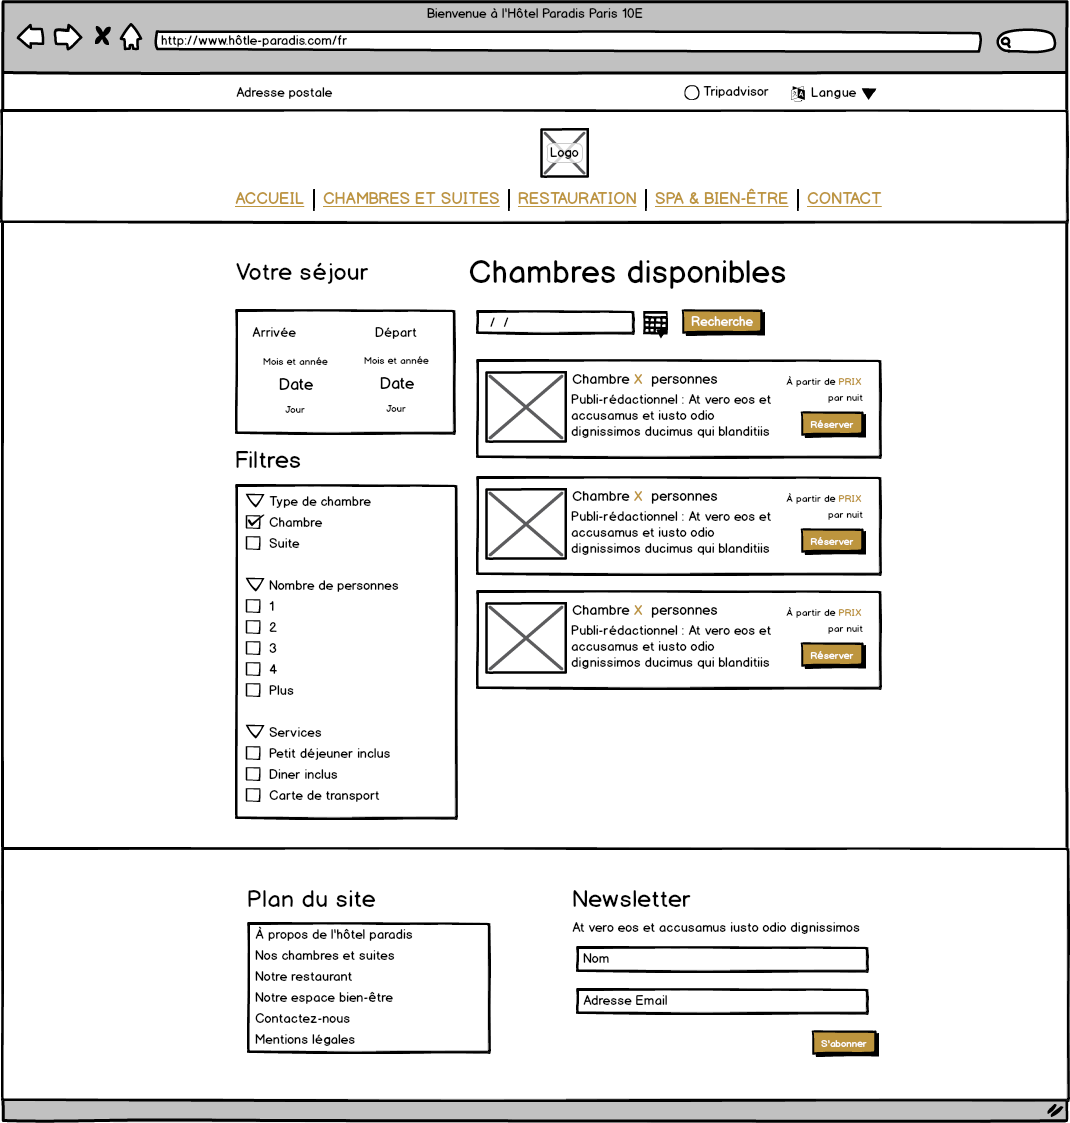 Bienvenue à l'Hôtel Paradis Paris 10E
http://www.hôtle-paradis.com/fr
Adresse postale
Tripadvisor
Langue
Logo
ACCUEIL | CHAMBRES ET SUITES | RESTAURATION | SPA & BIEN-ÊTRE | CONTACT
Votre séjour
Arrivée Départ
Mois et année Mois et année
Date Date
Jour Jour
Filtres
Type de chambre
Chambre
Suite
Nombre de personnes
1
2
3
4
Plus
Services
Petit déjeuner inclus
Diner inclus
Carte de transport
Chambres disponibles
/ /
Recherche
Chambre X personnes
Publi-rédactionnel : At vero eos et
accusamus et iusto odio
dignissimos ducimus qui blanditiis
À partir de PRIX
par nuit
Réserver
Chambre X personnes
Publi-rédactionnel : At vero eos et
accusamus et iusto odio
dignissimos ducimus qui blanditiis
À partir de PRIX
par nuit
Réserver
Chambre X personnes
Publi-rédactionnel : At vero eos et
accusamus et iusto odio
dignissimos ducimus qui blanditiis
À partir de PRIX
par nuit
Réserver
Plan du site
À propos de l'hôtel paradis
Nos chambres et suites
Notre restaurant
Notre espace bien-être
Contactez-nous
Mentions légales
Newsletter
At vero eos et accusamus iusto odio dignissimos
Nom
Adresse Email
S'abonner